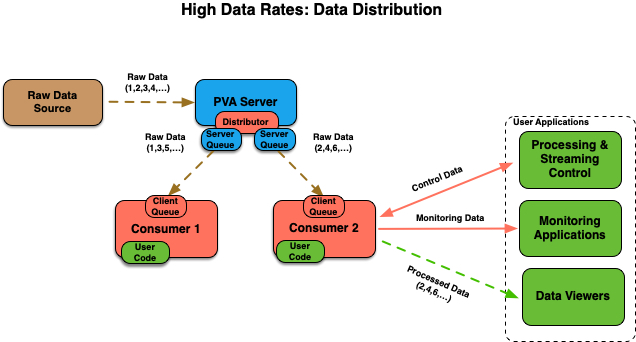 High Data Rates: Data Distribution
Raw Data
Source
Raw Data
(1,2,3,4,...)
PVA Server
Distributor
Server
Queue
Server
Queue
Raw Data
(1,3,5,...)
Raw Data
(2,4,6,...)
Client
Queue
Consumer 1
User
Code
Client
Queue
Consumer 2
User
Code
Control Data
Monitoring Data
Processed Data
(2,4,6,...)
User Applications
Processing &
Streaming
Control
Monitoring
Applications
Data Viewers